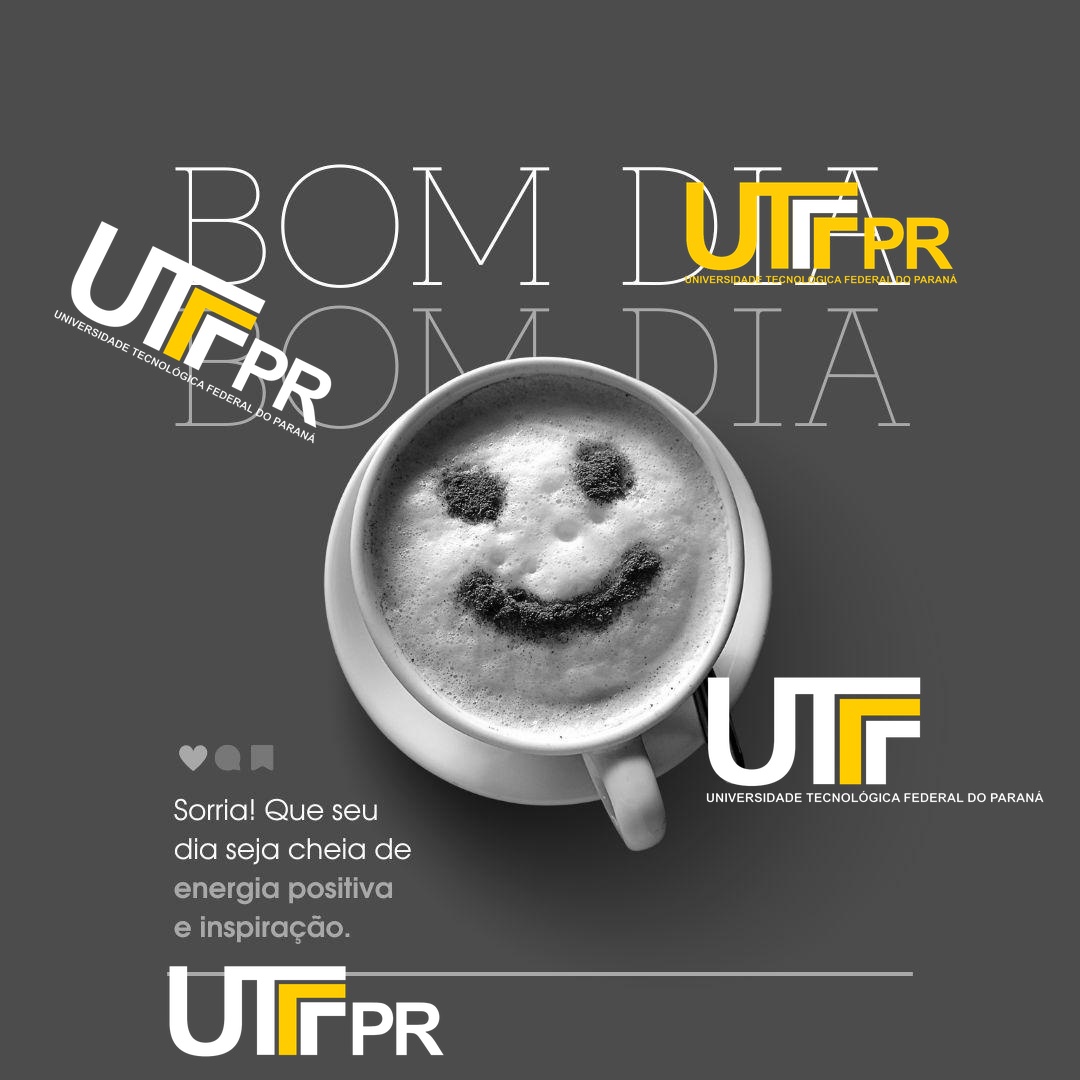 BOM DIA
UTFPR
UNIVERSIDADE TECNOLÓGICA FEDERAL DO PARANÁ
UTFPR
UNIVERSIDADE TECNOLÓGICA FEDERAL DO PARANÁ
BOM DIA
UTF
UNIVERSIDADE TECNOLÓGICA FEDERAL DO PARANÁ
Sorria! Que seu
dia seja cheia de
energia positiva
e inspiração.
UTFPR